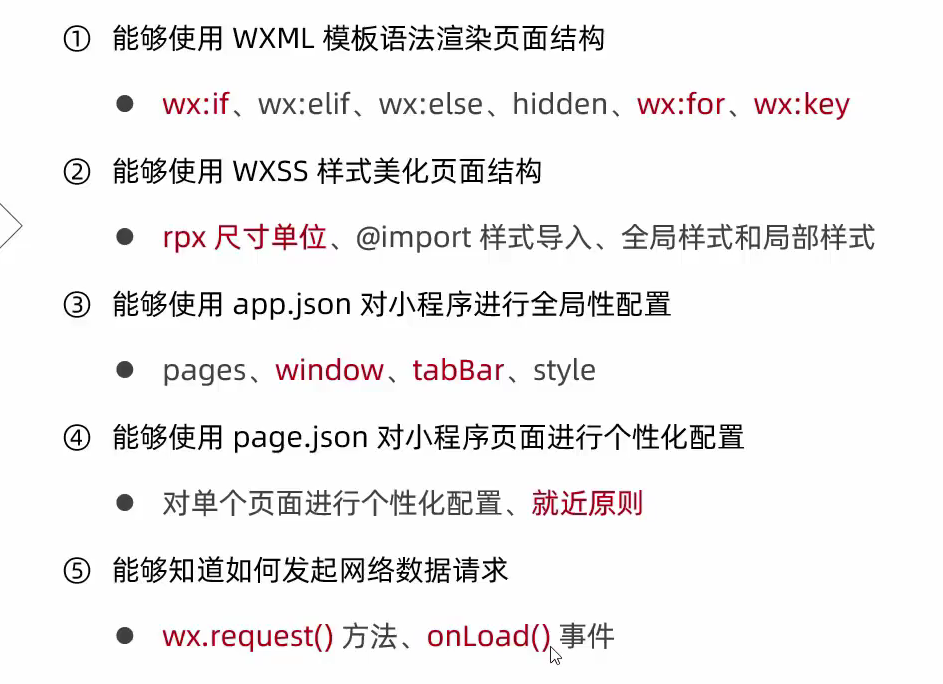 ① 能够使用 WXML 模板语法渲染页面结构
● wx:if、wx:elif、wx:else、hidden、wx:for、wx:key
② 能够使用 WXSS 样式美化页面结构
● rpx 尺寸单位、@import 样式导入、全局样式和局部样式
③ 能够使用 app.json 对小程序进行全局性配置
● pages、window、tabBar、style
④ 能够使用 page.json 对小程序页面进行个性化配置
● 对单个页面进行个性化配置、就近原则
⑤ 能够知道如何发起网络数据请求
● wx.request() 方法、onLoad() 事件